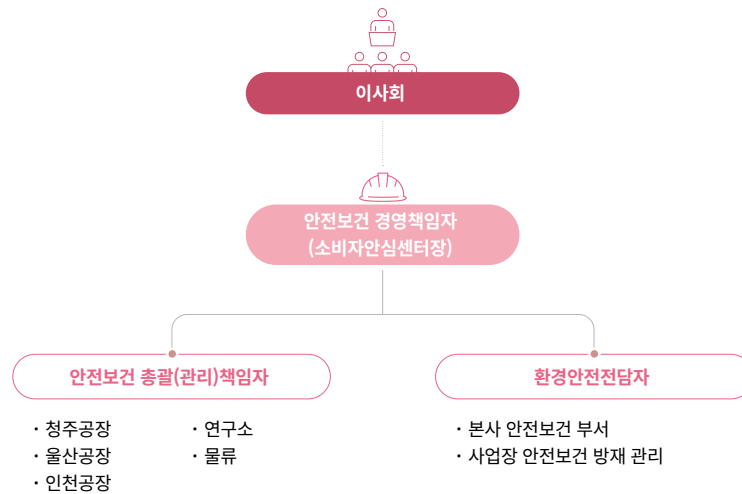 이사회
안전보건 경영책임자
(소비자안심센터장)
안전보건 총괄(관리)책임자
· 청주공장
· 울산공장
· 인천공장
· 연구소
· 물류
환경안전전담자
· 본사 안전보건 부서
· 사업장 안전보건 방재 관리